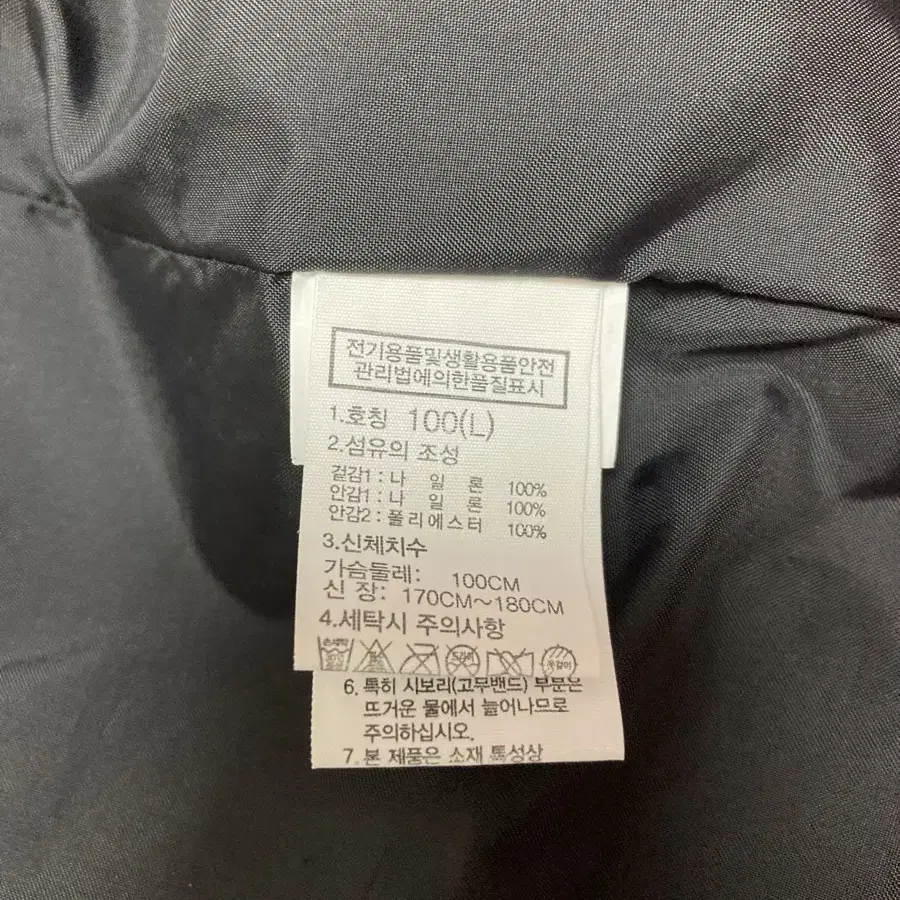 전기용품및생활용품안전
관리법에의한품질표시
1.호칭 100(L)
2.섬유의 조성
겉감1 : 나 일 론 100%
안감1 : 나 일 론 100%
안감2 : 폴리에스터 100%
3.신체치수
가슴둘레: 100CM
신 장: 170CM~180CM
4.세탁시 주의사항
드라이
옷걸이
6. 특히 시보리(고무밴드) 부분은
뜨거운 물에서 늘어나므로
주의하십시오.
7. 본 제품은 소재 특성상